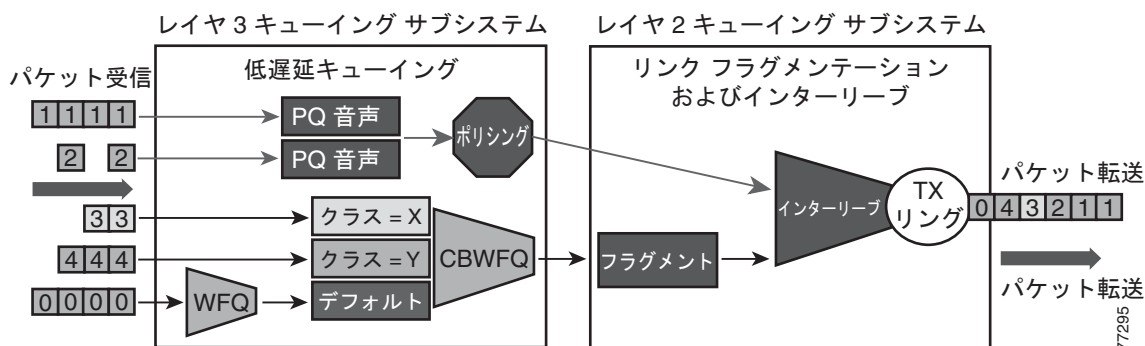 レイヤ 3 キューイング サブシステム
レイヤ 2 キューイング サブシステム
パケット受信
低遅延キューイング
リンク フラグメンテーション
およびインターリーブ
1 1 1 1
PQ 音声
ポリシング
2 2
PQ 音声
パケット転送
TX
リング
インターリーブ
0 4 3 2 1 1
3 3
クラス = X
4 4 4
クラス = Y
CBWFQ
フラグメント
0 0 0 0
WFQ
デフォルト
パケット転送
77295